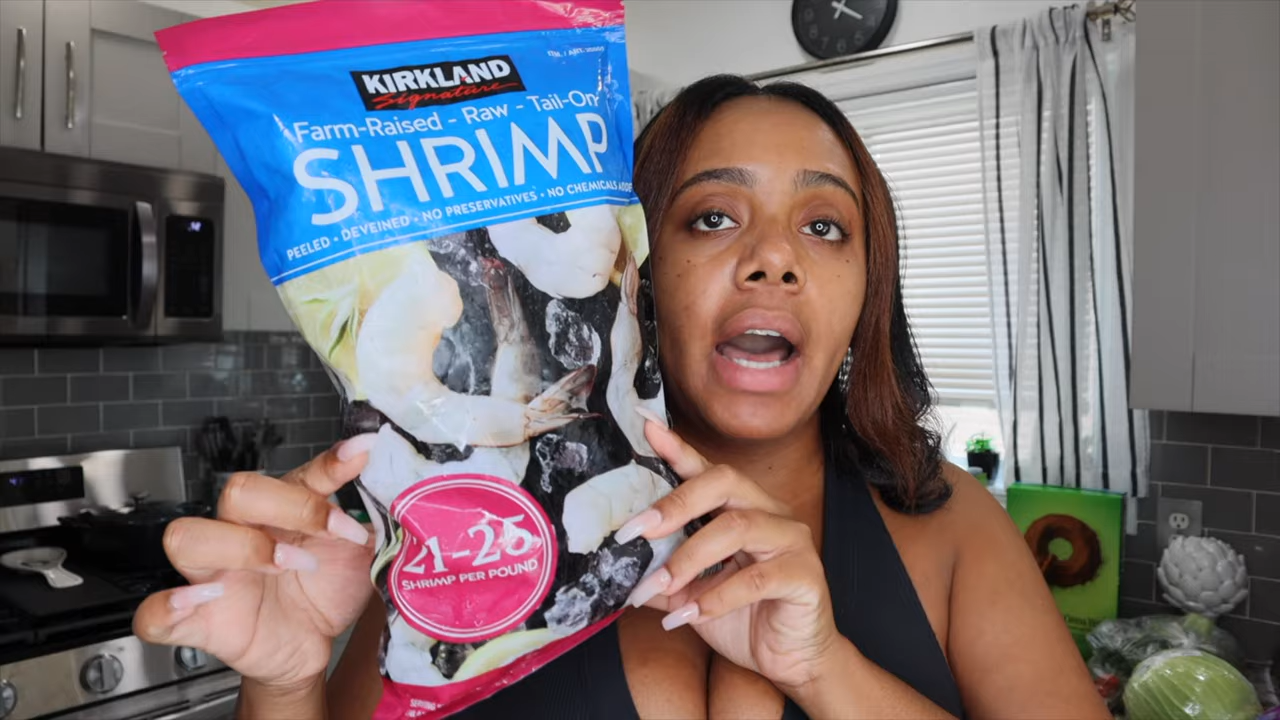 KIRKLAND
Signature
Farm-Raised - Raw - Tail-On
SHRIMP
PEELED • DEVEINED • NO PRESERVATIVES • NO CHEMICALS ADDED
21-25
SHRIMP PER POUND